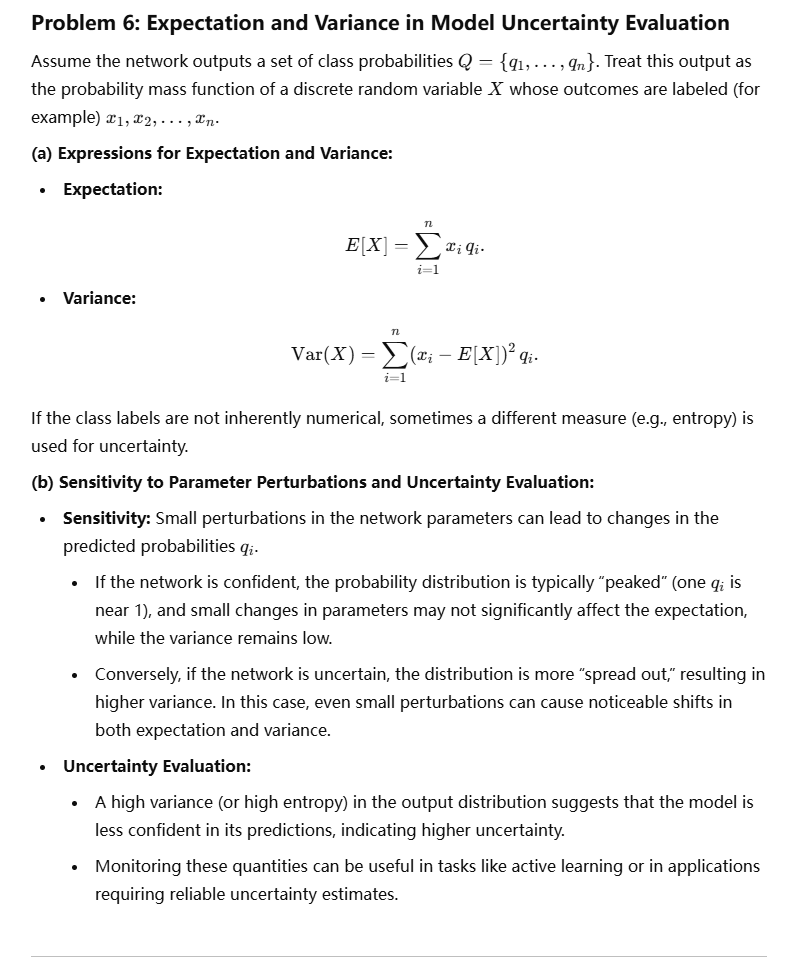 Problem 6: Expectation and Variance in Model Uncertainty Evaluation
Assume the network outputs a set of class probabilities Q = {q₁, . . . , qₙ}. Treat this output as
the probability mass function of a discrete random variable X whose outcomes are labeled (for
example) x₁, x₂, . . . , xₙ.
(a) Expressions for Expectation and Variance:
• Expectation:
E[X] = ∑ᵢ₌₁ⁿ xᵢ qᵢ.
• Variance:
Var(X) = ∑ᵢ₌₁ⁿ (xᵢ − E[X])² qᵢ.
If the class labels are not inherently numerical, sometimes a different measure (e.g., entropy) is
used for uncertainty.
(b) Sensitivity to Parameter Perturbations and Uncertainty Evaluation:
• Sensitivity: Small perturbations in the network parameters can lead to changes in the
predicted probabilities qᵢ.
• If the network is confident, the probability distribution is typically “peaked” (one qᵢ is
near 1), and small changes in parameters may not significantly affect the expectation,
while the variance remains low.
• Conversely, if the network is uncertain, the distribution is more “spread out,” resulting in
higher variance. In this case, even small perturbations can cause noticeable shifts in
both expectation and variance.
• Uncertainty Evaluation:
• A high variance (or high entropy) in the output distribution suggests that the model is
less confident in its predictions, indicating higher uncertainty.
• Monitoring these quantities can be useful in tasks like active learning or in applications
requiring reliable uncertainty estimates.